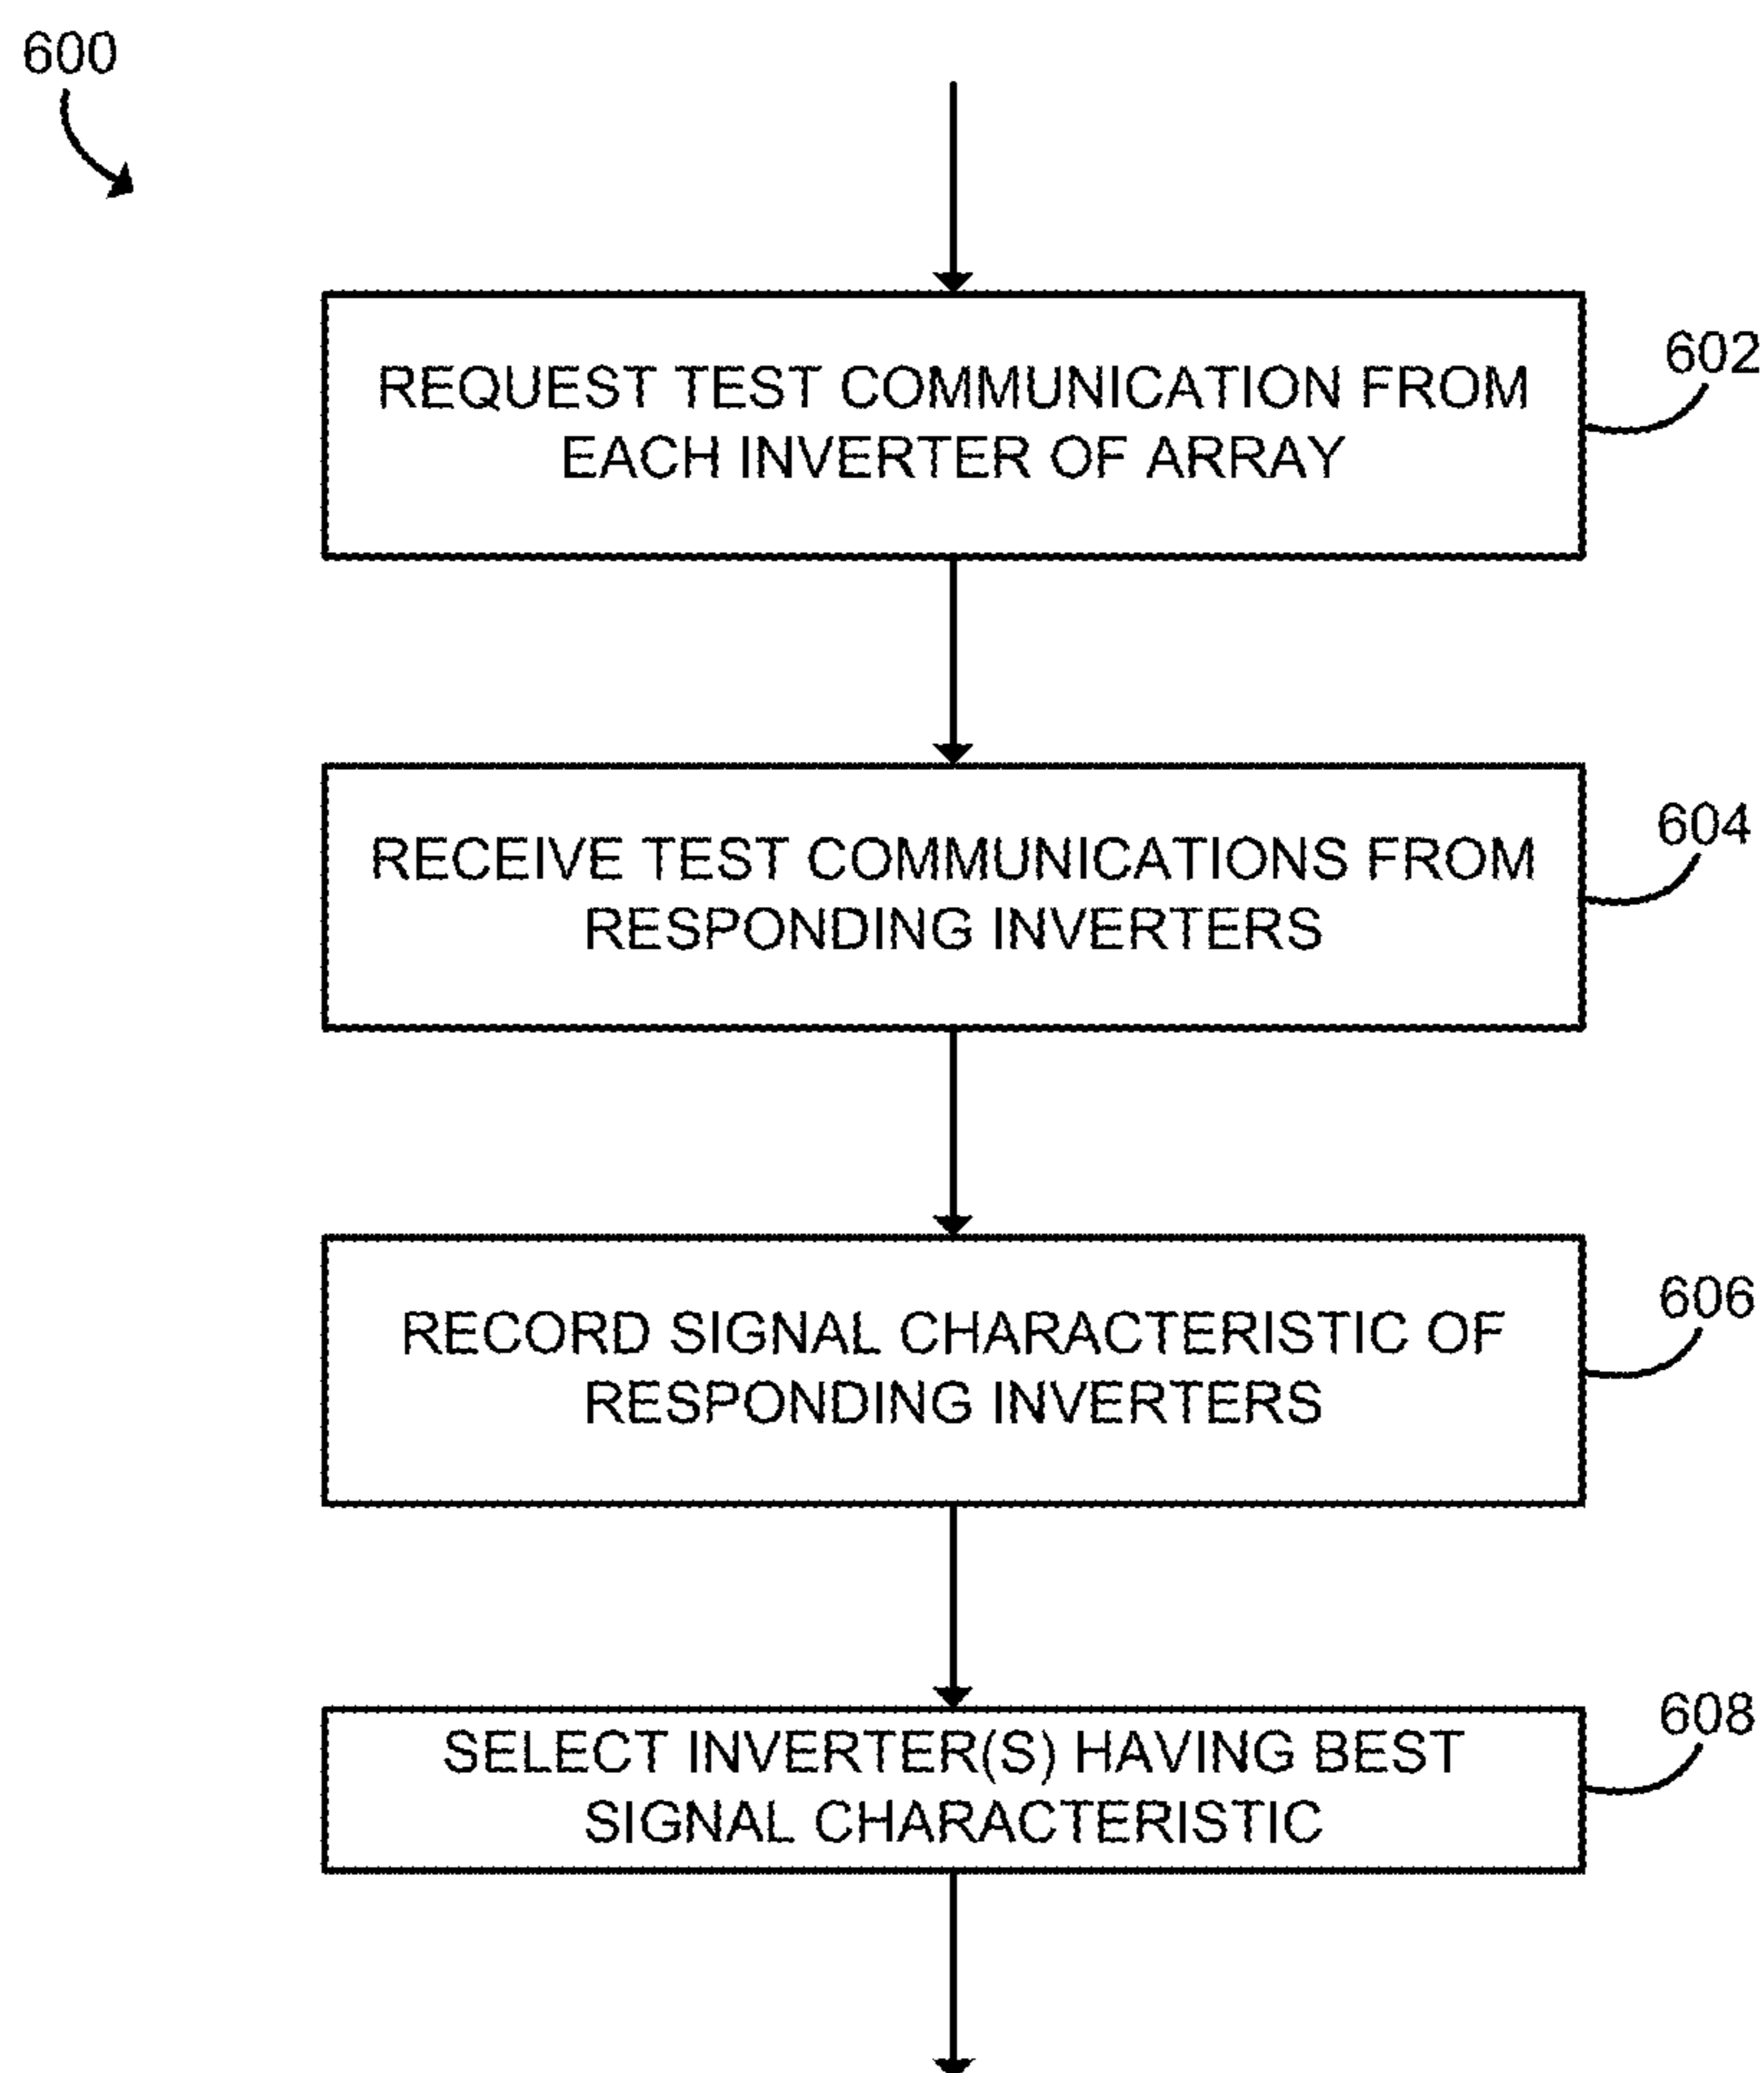 600
REQUEST TEST COMMUNICATION FROM
EACH INVERTER OF ARRAY
602
RECEIVE TEST COMMUNICATIONS FROM
RESPONDING INVERTERS
604
RECORD SIGNAL CHARACTERISTIC OF
RESPONDING INVERTERS
606
SELECT INVERTER(S) HAVING BEST
SIGNAL CHARACTERISTIC
608